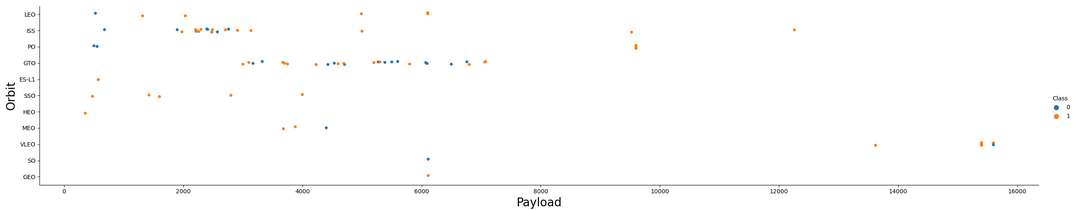 LEO
ISS
PO
GTO
ES-L1
SSO
HEO
MEO
VLEO
SO
GEO
Orbit
0 2000 4000 6000 8000 10000 12000 14000 16000
Payload
Class
0
1